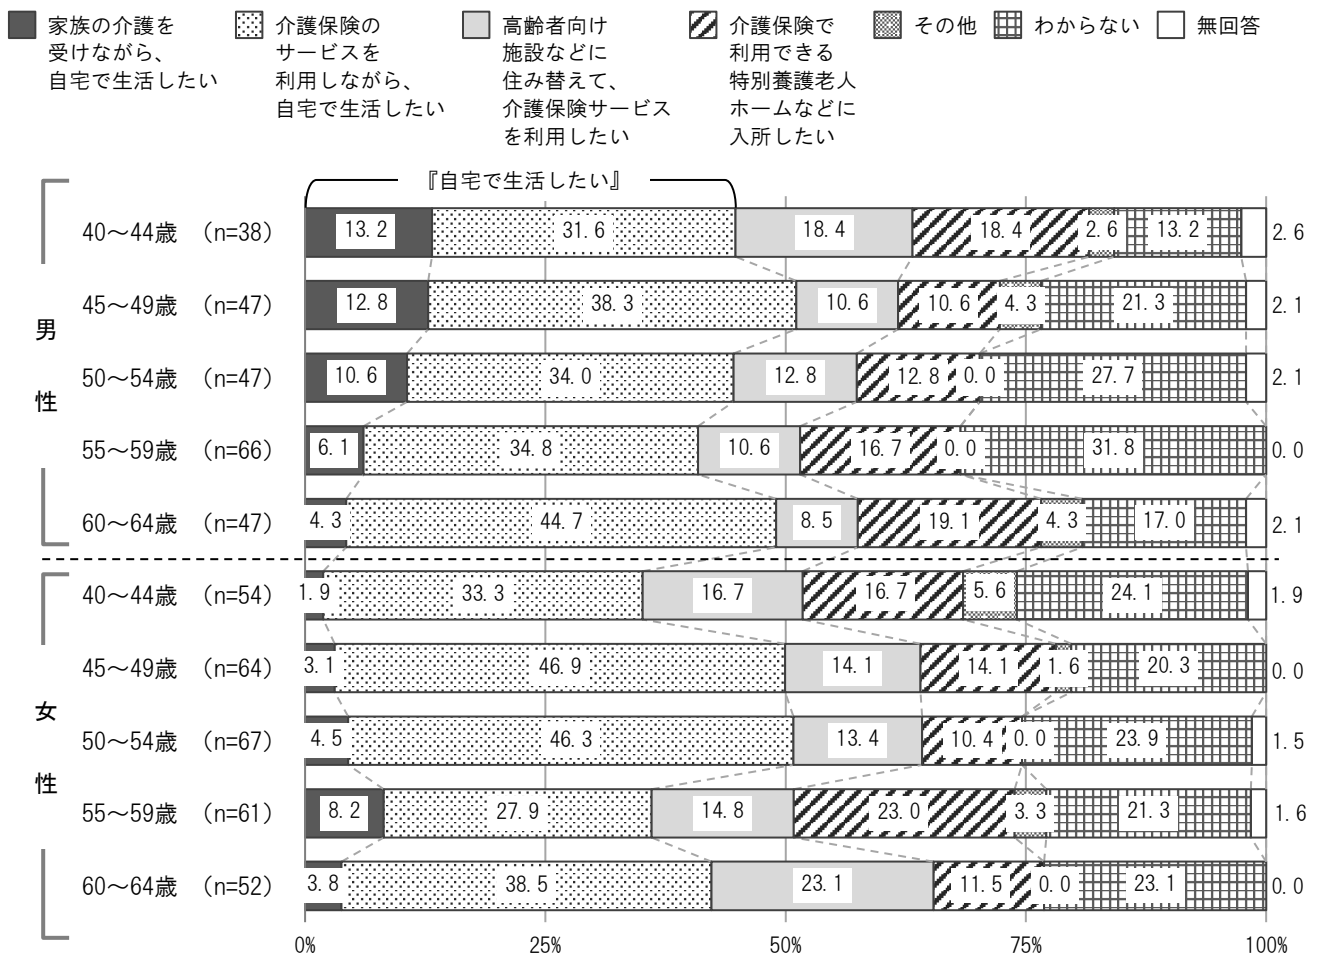 家族の介護を
受けながら、
自宅で生活したい
介護保険の
サービスを
利用しながら、
自宅で生活したい
高齢者向け
施設などに
住み替えて、
介護保険サービス
を利用したい
介護保険で
利用できる
特別養護老人
ホームなどに
入所したい
その他
わからない
無回答
『自宅で生活したい』
男性
40～44歳 (n=38) 13.2 31.6 18.4 18.4 2.6 13.2 2.6
45～49歳 (n=47) 12.8 38.3 10.6 10.6 4.3 21.3 2.1
50～54歳 (n=47) 10.6 34.0 12.8 12.8 0.0 27.7 2.1
55～59歳 (n=66) 6.1 34.8 10.6 16.7 0.0 31.8 0.0
60～64歳 (n=47) 4.3 44.7 8.5 19.1 4.3 17.0 2.1
女性
40～44歳 (n=54) 1.9 33.3 16.7 16.7 5.6 24.1 1.9
45～49歳 (n=64) 3.1 46.9 14.1 14.1 1.6 20.3 0.0
50～54歳 (n=67) 4.5 46.3 13.4 10.4 0.0 23.9 1.5
55～59歳 (n=61) 8.2 27.9 14.8 23.0 3.3 21.3 1.6
60～64歳 (n=52) 3.8 38.5 23.1 11.5 0.0 23.1 0.0
0% 25% 50% 75% 100%